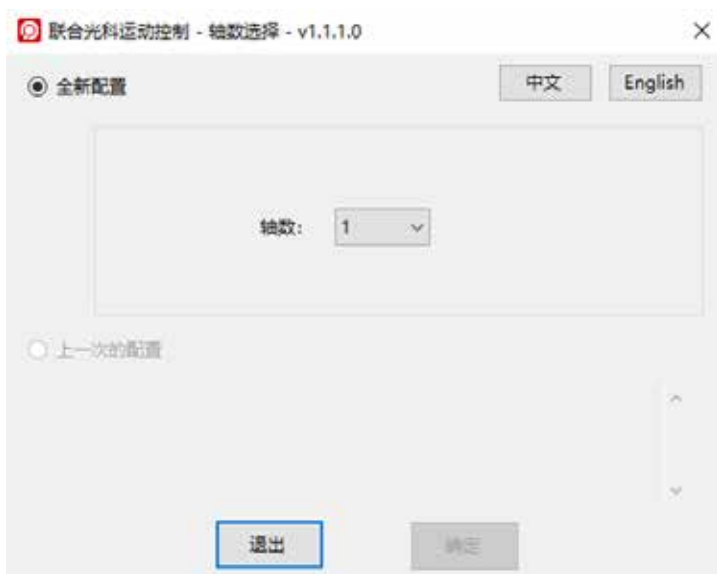 联合光科运动控制 - 轴数选择 - v1.1.1.0
全新配置
中文
English
轴数:
1
上一次的配置
退出
确定